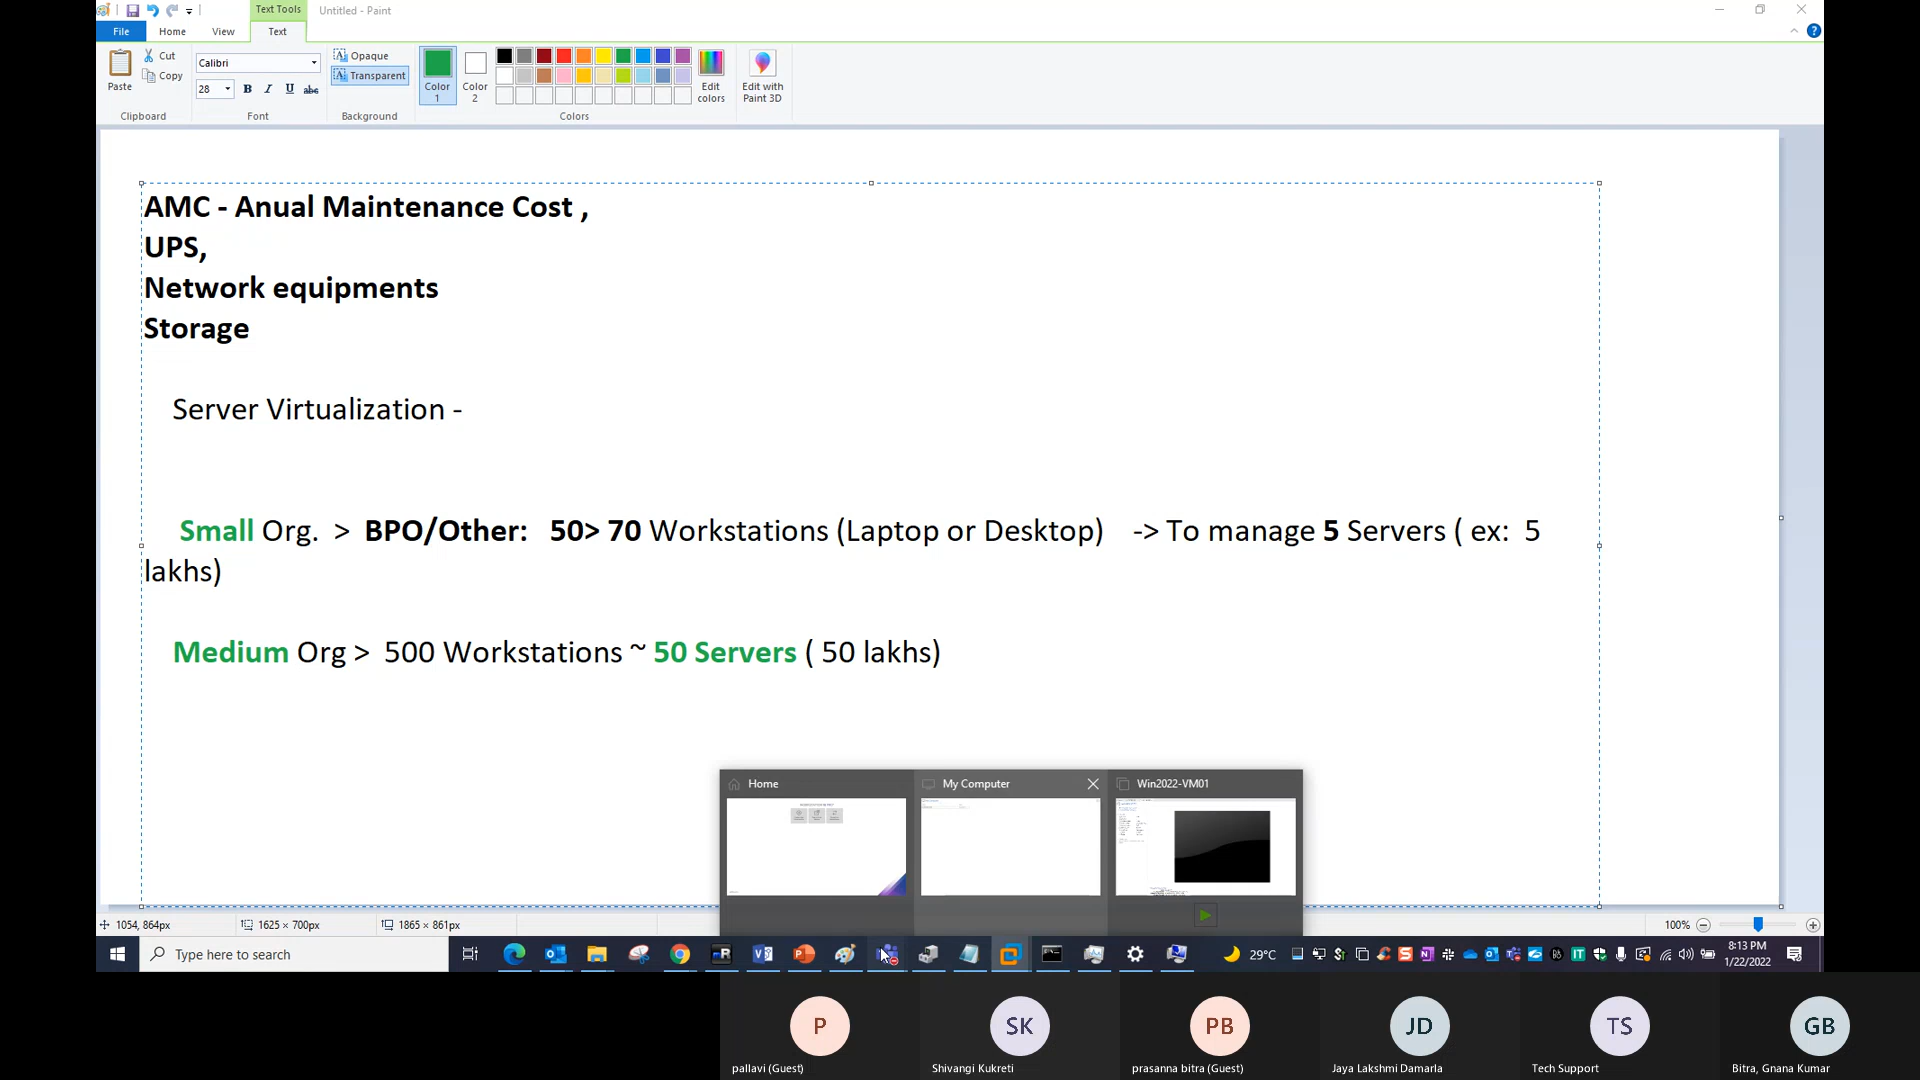 Text Tools
Untitled - Paint
File
Home
View
Text
Paste
Cut
Copy
Clipboard
Calibri
28
B I U abc
Font
Opaque
Transparent
Background
Color 1
Color 2
Edit colors
Colors
Edit with Paint 3D
AMC - Anual Maintenance Cost ,
UPS,
Network equipments
Storage
Server Virtualization -
Small Org. > BPO/Other: 50> 70 Workstations (Laptop or Desktop) -> To manage 5 Servers ( ex: 5
lakhs)
Medium Org > 500 Workstations ~ 50 Servers ( 50 lakhs)
Home
My Computer
Win2022-VM01
1054, 864px
1625 × 700px
1865 × 861px
100%
Type here to search
29°C
8:13 PM
1/22/2022
P
SK
PB
JD
TS
GB
pallavi (Guest)
Shivangi Kukreti
prasanna bitra (Guest)
Jaya Lakshmi Damarla
Tech Support
Bitra, Gnana Kumar